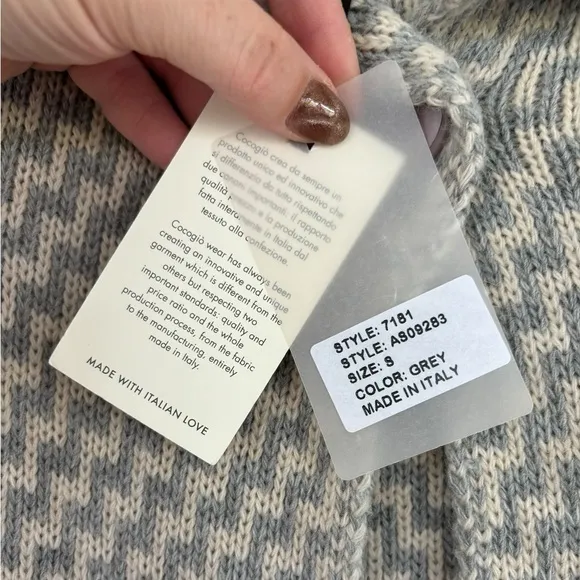 Cocogiò crea da sempre un
prodotto unico ed innovativo che
si differenzia da tutto rispettando
due canoni importanti: il rapporto
qualità prezzo e la produzione
fatta interamente in Italia dal
tessuto alla confezione.
Cocogiò wear has always been
creating an innovative and unique
garment which is different from the
others but respecting two
important standards: quality and
price ratio and the whole
production process, from the fabric
to the manufacturing, entirely
made in Italy.
MADE WITH ITALIAN LOVE
STYLE: 7181
STYLE: AS09283
SIZE: S
COLOR: GREY
MADE IN ITALY